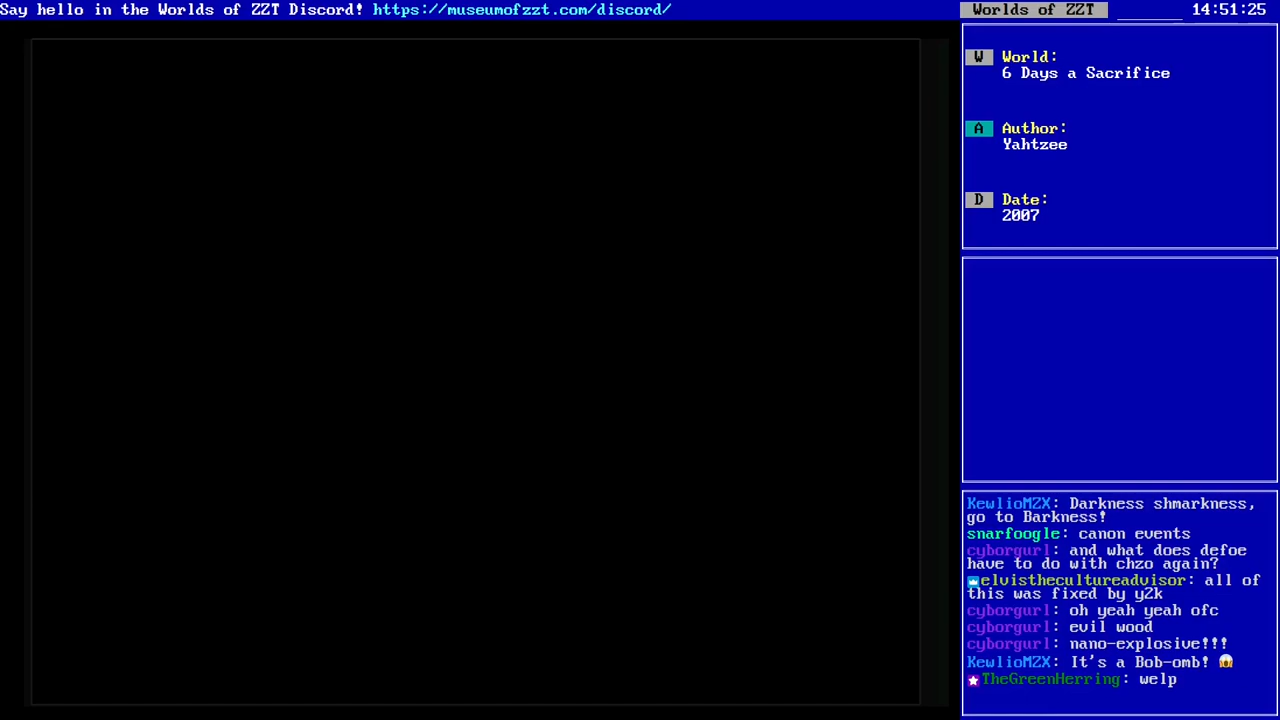 Say hello in the Worlds of ZZT Discord! https://museumofzzt.com/discord/
Worlds of ZZT 14:51:25
W World:
6 Days a Sacrifice
A Author:
Yahtzee
D Date:
2007
KewlioMZX: Darkness shmarkness,
go to Barkness!
snarfoogle: canon events
cyborgurl: and what does defoe
have to do with chzo again?
elvisthecultureadvisor: all of
this was fixed by y2k
cyborgurl: oh yeah yeah ofc
cyborgurl: evil wood
cyborgurl: nano-explosive!!!
KewlioMZX: It's a Bob-omb! 😱
TheGreenHerring: welp